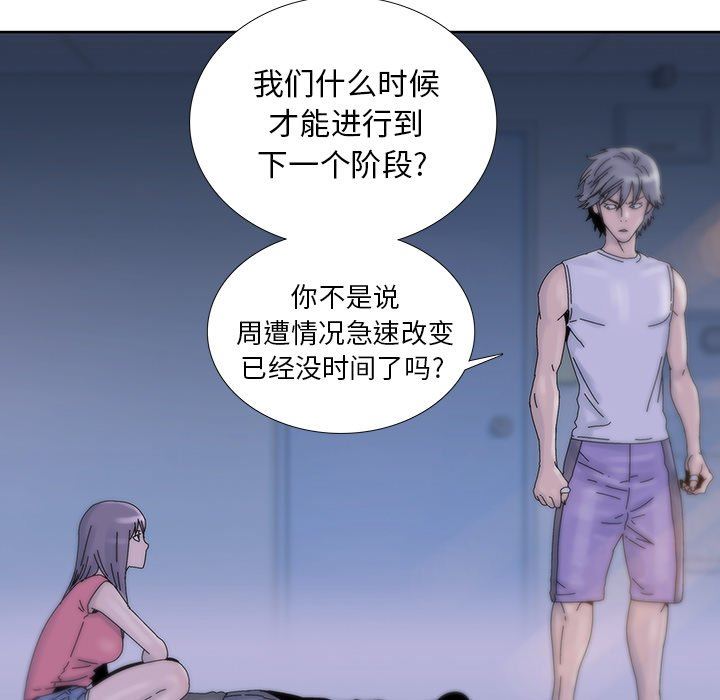 我们什么时候
才能进行到
下一个阶段?
你不是说
周遭情况急速改变
已经没时间了吗?